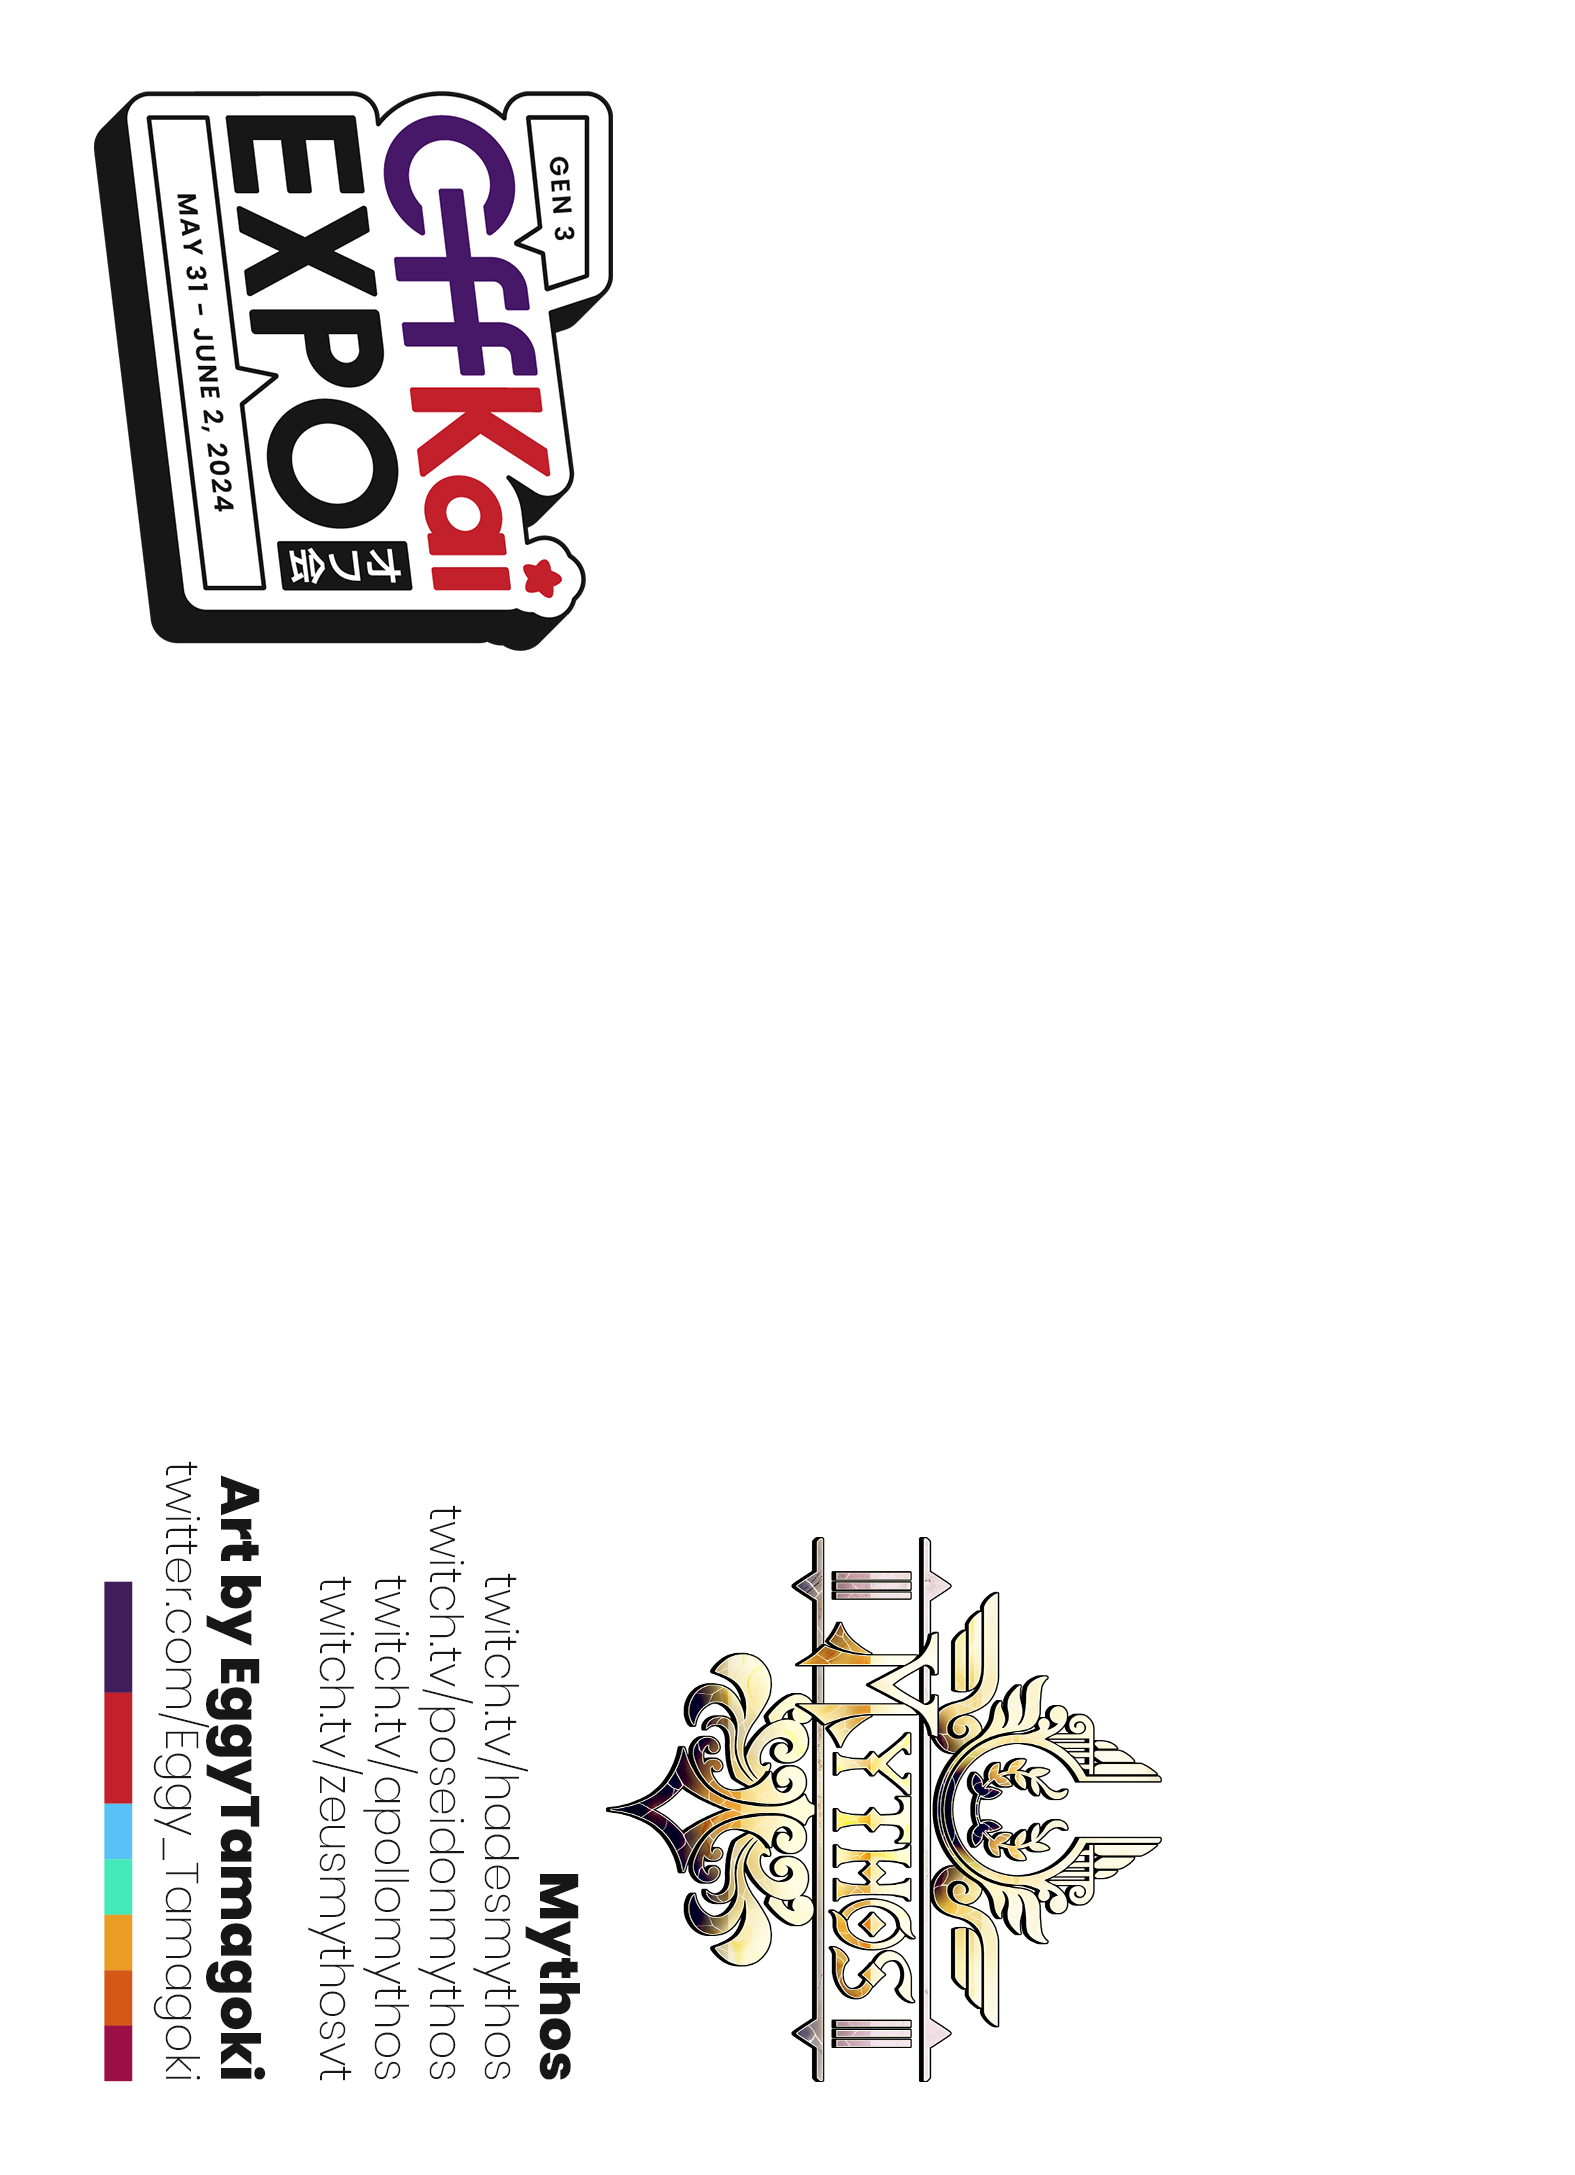 GEN 3
OffKai
EXPO
オフ会
MAY 31 - JUNE 2, 2024
MYTHOS
Mythos
twitch.tv/hadesmythos
twitch.tv/poseidonmythos
twitch.tv/apollomythos
twitch.tv/zeusmythosvt
Art by EggyTamagoki
twitter.com/Eggy_Tamagoki